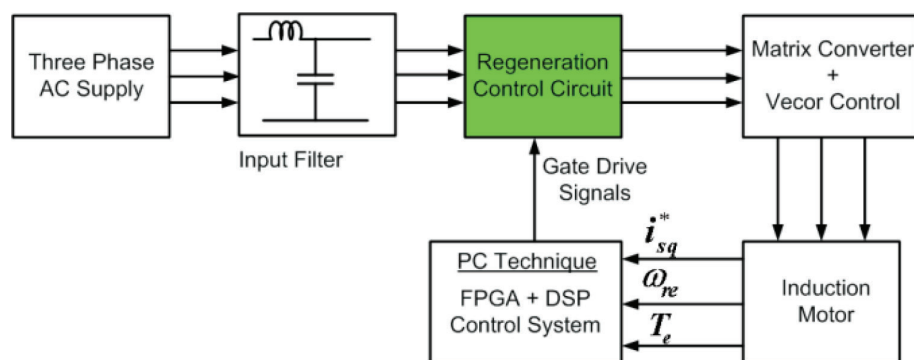 Three Phase
AC Supply
Input Filter
Regeneration
Control Circuit
Matrix Converter
+
Vecor Control
Gate Drive
Signals
PC Technique
FPGA + DSP
Control System
i*sq
ωre
Te
Induction
Motor